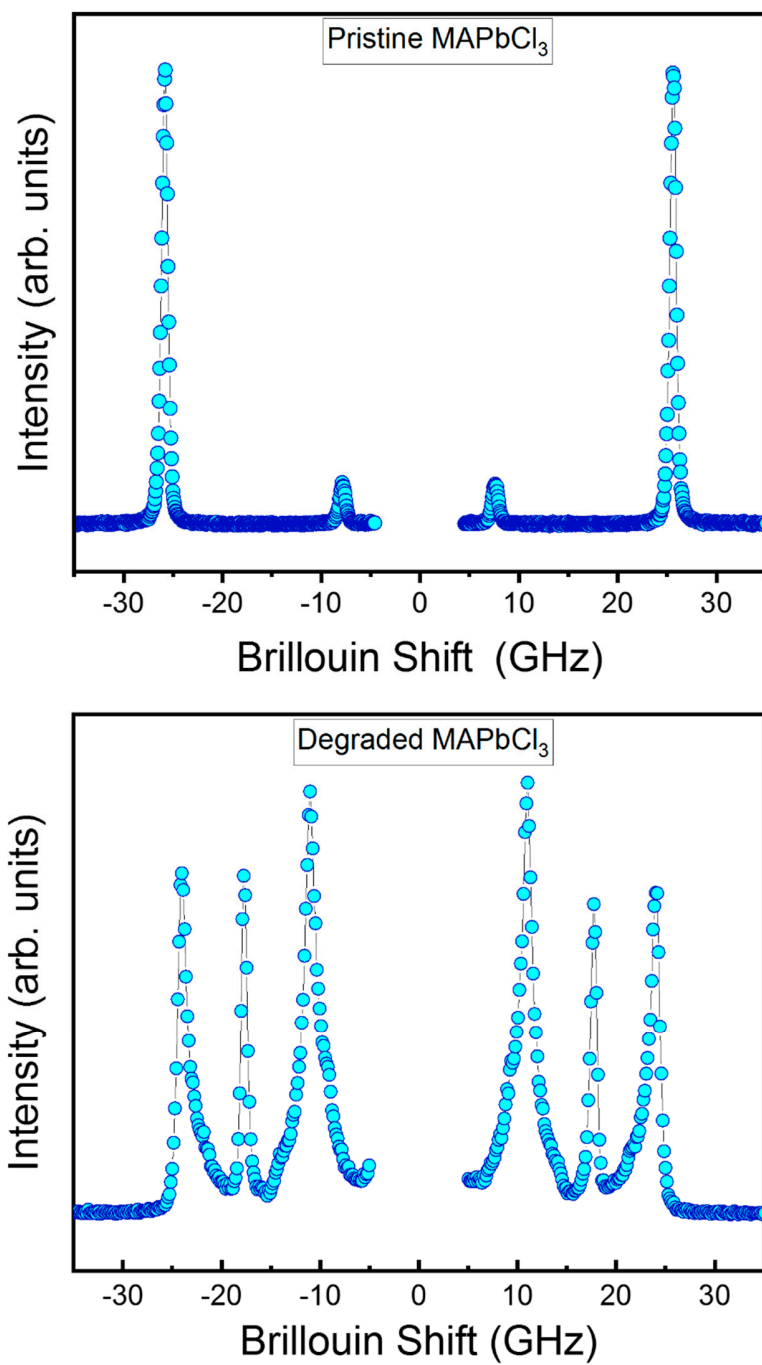 Pristine MAPbCl₃
Intensity (arb. units)
-30 -20 -10 0 10 20 30
Brillouin Shift (GHz)
Degraded MAPbCl₃
Intensity (arb. units)
-30 -20 -10 0 10 20 30
Brillouin Shift (GHz)